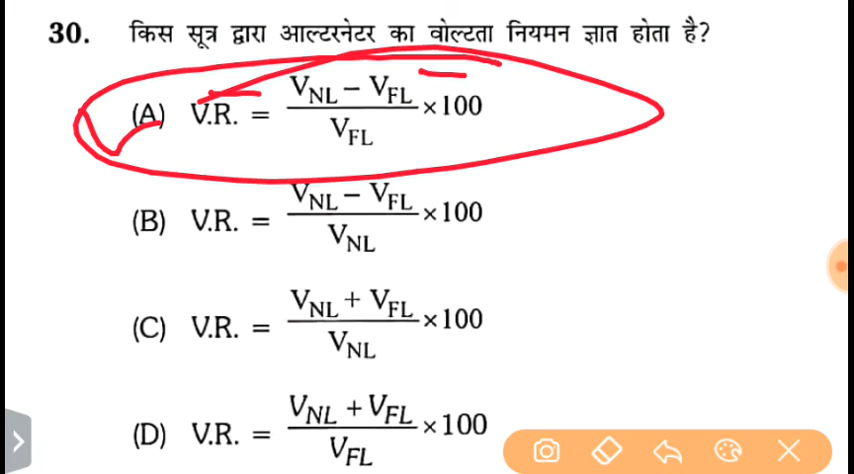 30. किस सूत्र द्वारा आल्टरनेटर का वोल्टता नियमन ज्ञात होता है?
(A) V.R. = (V_NL − V_FL / V_FL) × 100
(B) V.R. = (V_NL − V_FL / V_NL) × 100
(C) V.R. = (V_NL + V_FL / V_NL) × 100
(D) V.R. = (V_NL + V_FL / V_FL) × 100